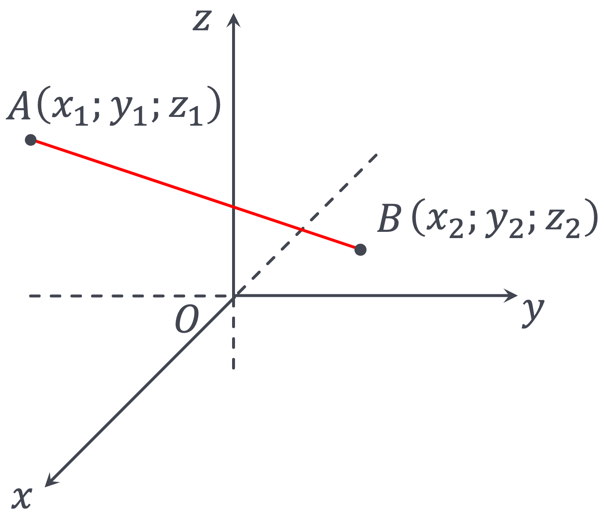 z
A(x₁; y₁; z₁)
B(x₂; y₂; z₂)
O
y
x